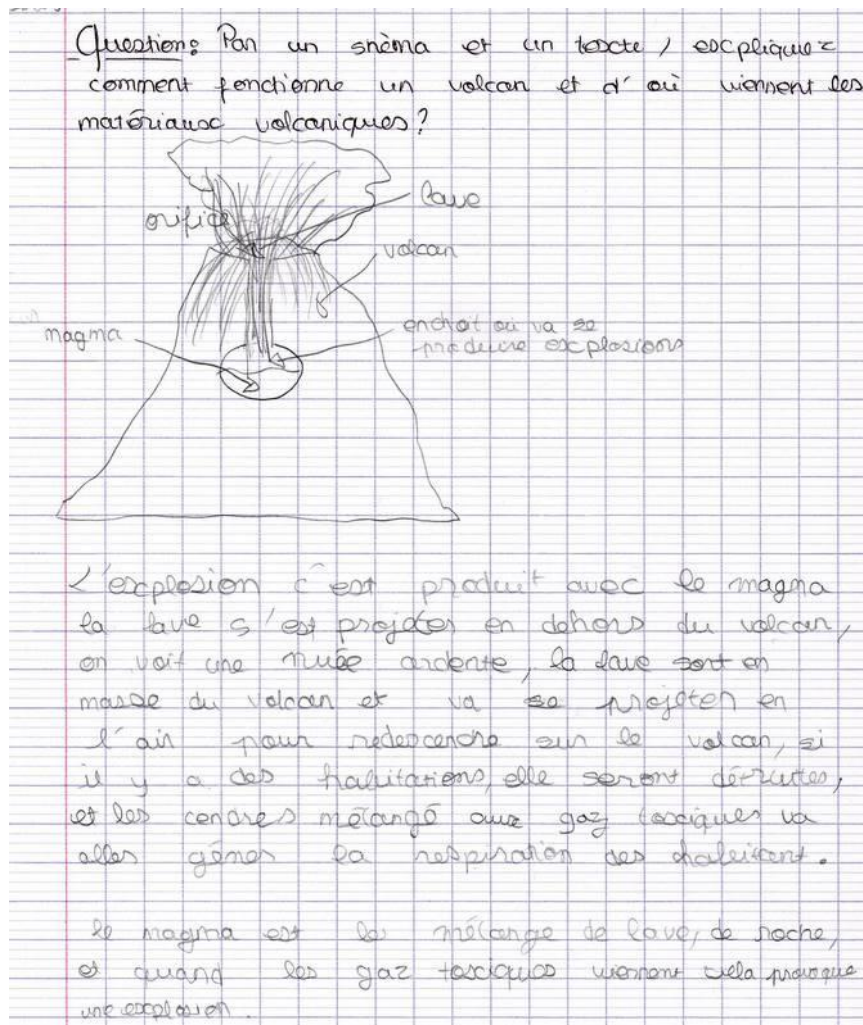 Question: Par un shèma et un texte, expliquez
comment fonctionne un volcan et d'où viennent les
matériaux volcaniques?
lave
orifice
volcan
magma
endroit où va se
produire explosions
L'explosion c'est produit avec le magma
la lave s'est projeter en dehors du volcan,
on voit une nuée ardente, la lave sort en
masse du volcan et va se projeter en
l'air pour redescendre sur le volcan, si
il y a des habitations, elle seront détruites,
et les cendres mélangé aux gaz toxiques va
aller gêner la respiration des habitant.
le magma est le mélange de lave, de roche,
et quand les gaz toxiques viennent cela provoque
une explosion.